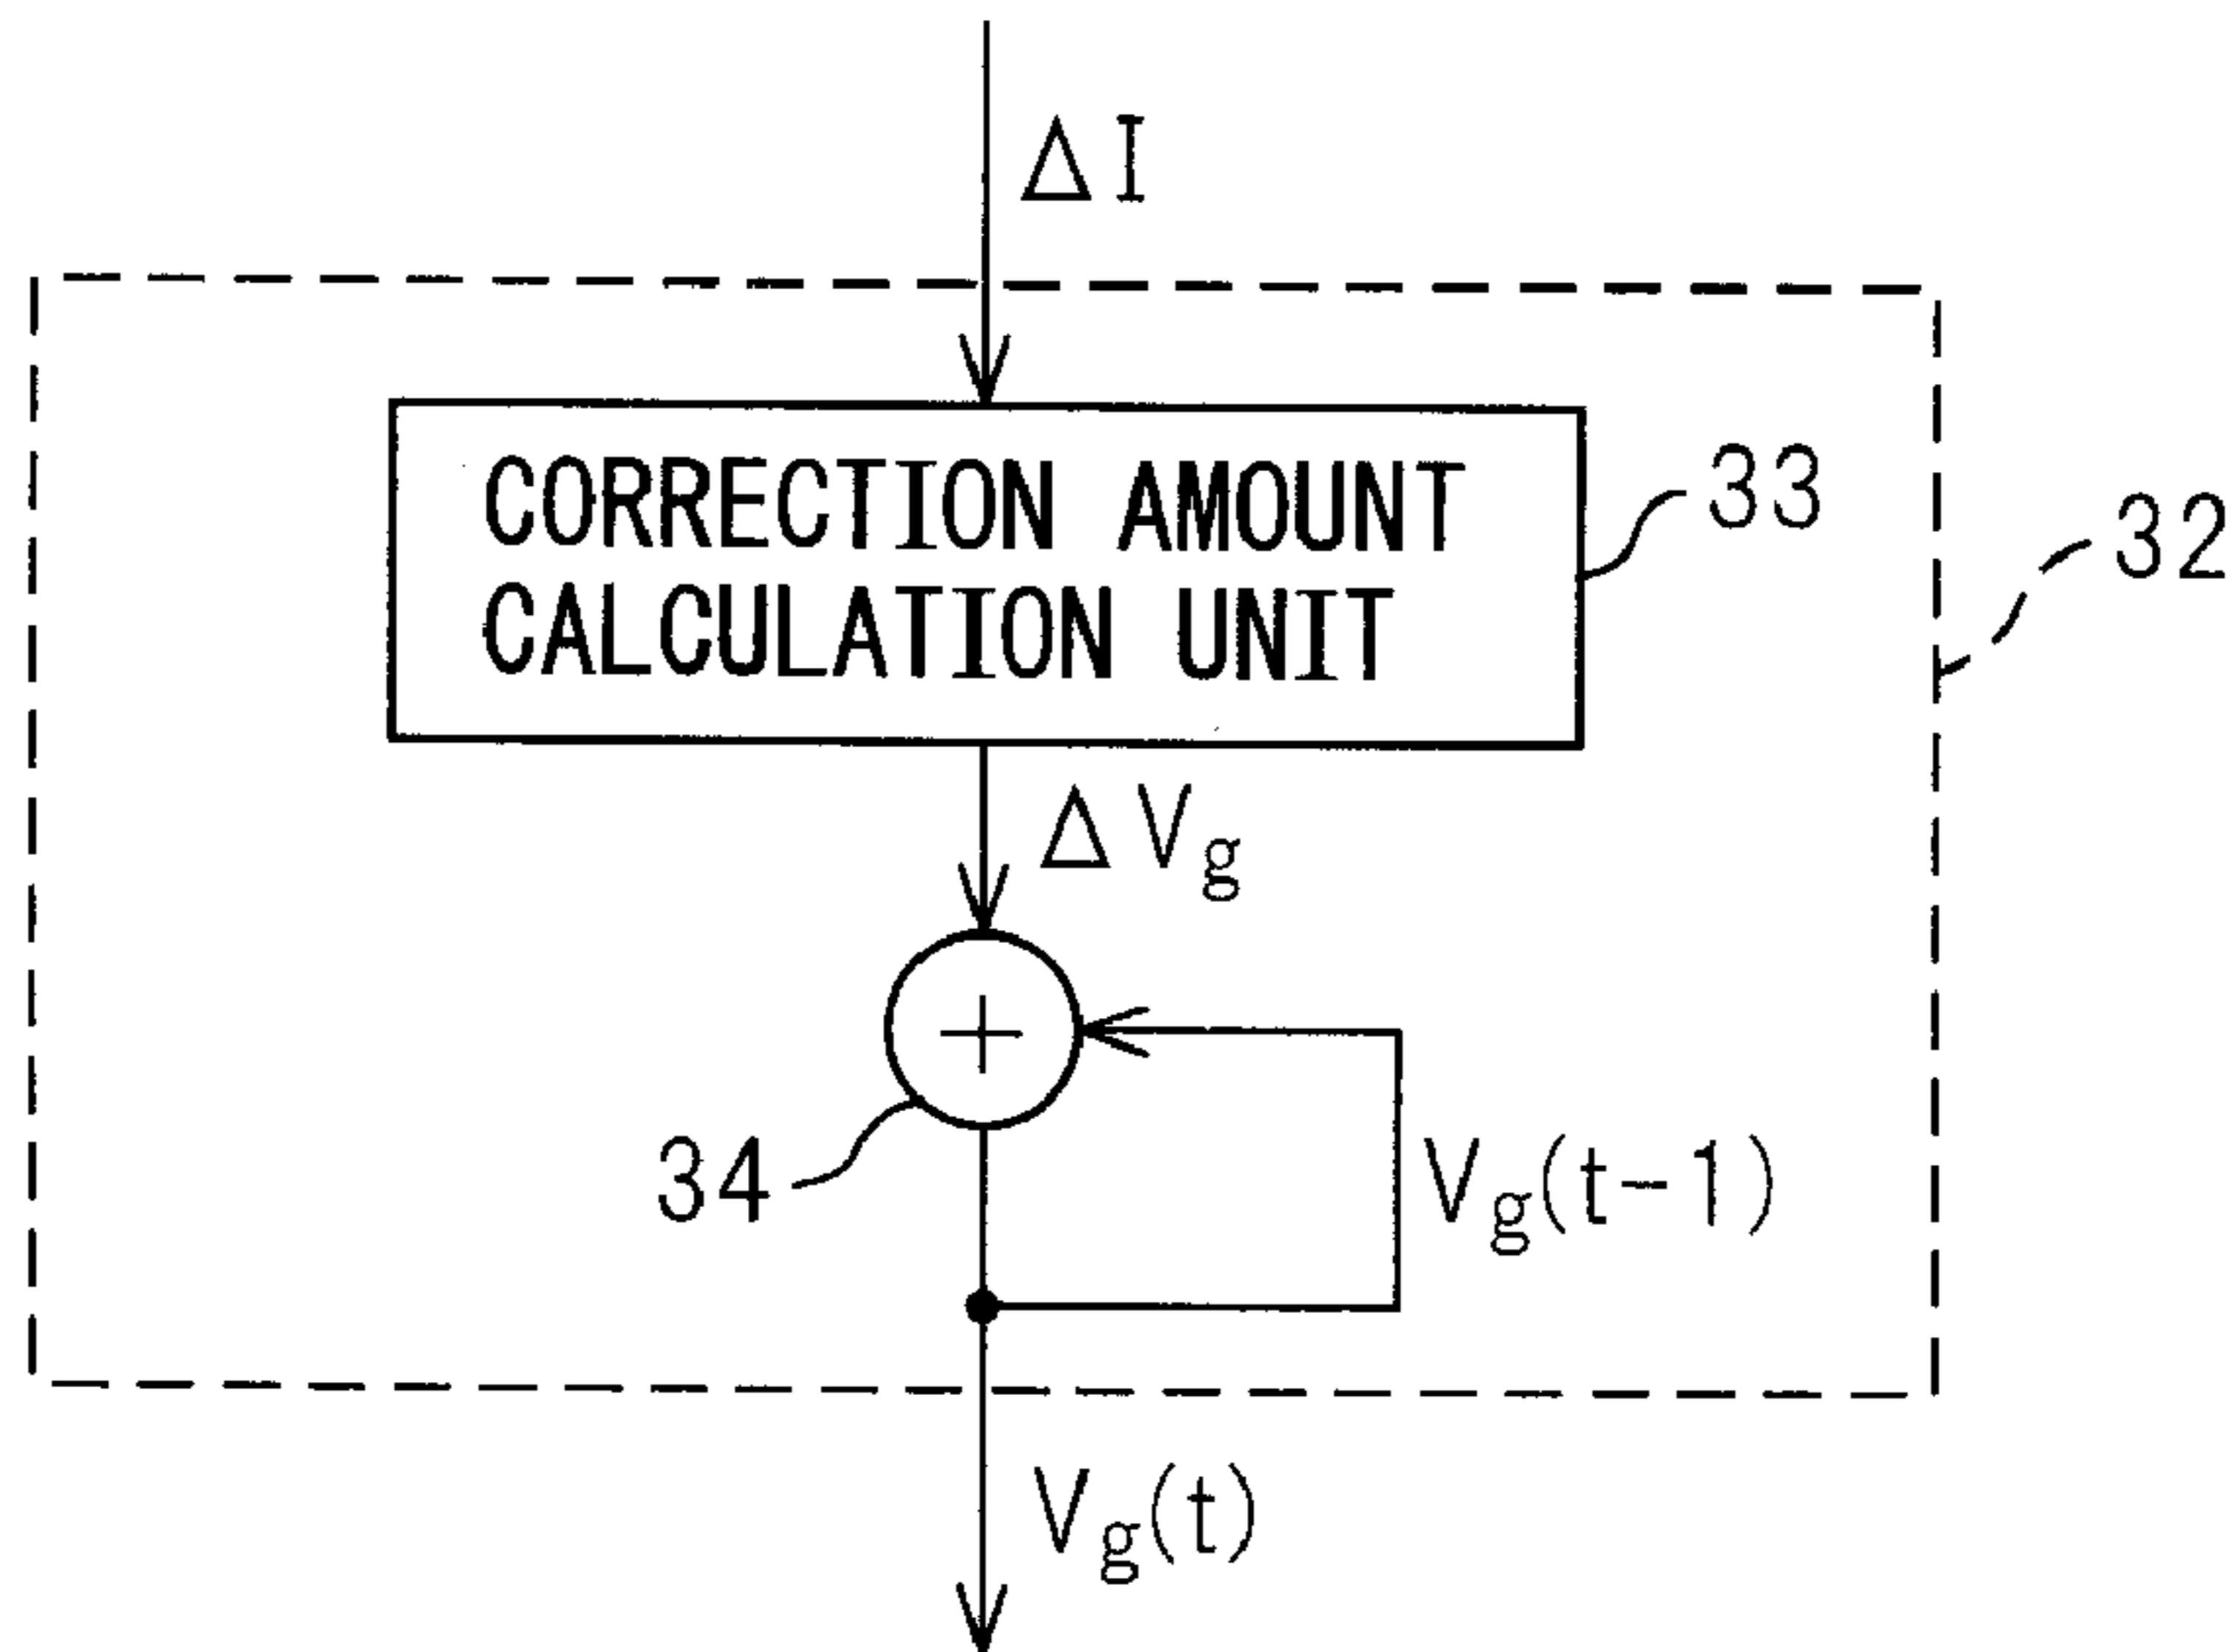 ΔI
CORRECTION AMOUNT
CALCULATION UNIT
33
32
ΔVg
34
Vg(t-1)
Vg(t)